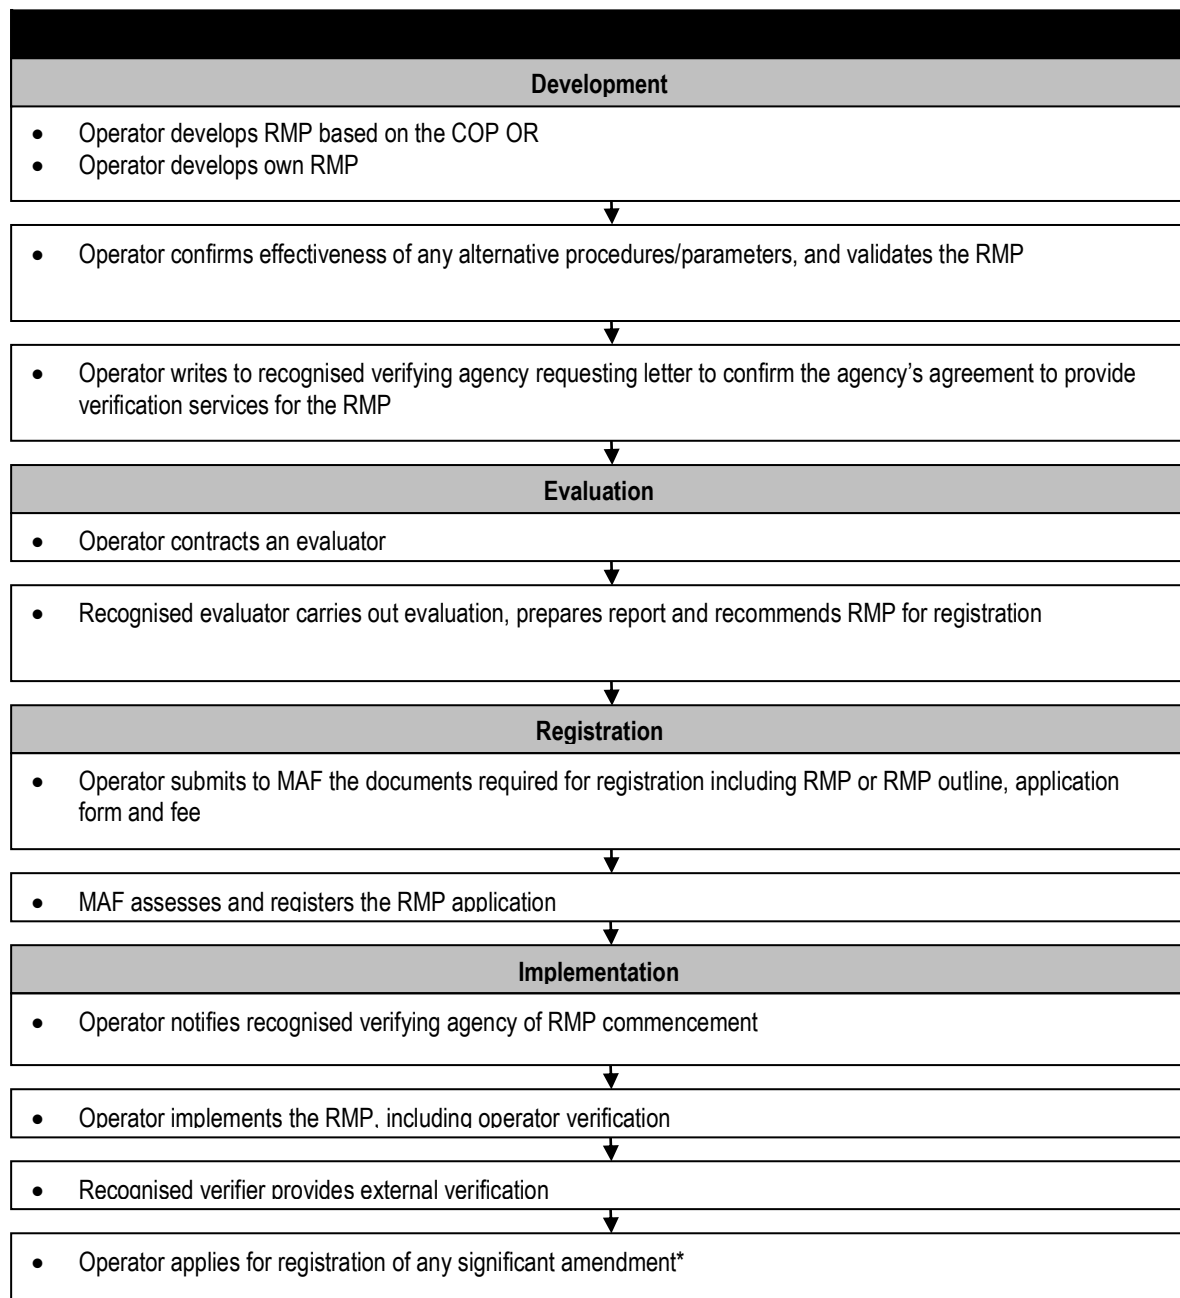 Development
• Operator develops RMP based on the COP OR
• Operator develops own RMP
• Operator confirms effectiveness of any alternative procedures/parameters, and validates the RMP
• Operator writes to recognised verifying agency requesting letter to confirm the agency’s agreement to provide
verification services for the RMP
Evaluation
• Operator contracts an evaluator
• Recognised evaluator carries out evaluation, prepares report and recommends RMP for registration
Registration
• Operator submits to MAF the documents required for registration including RMP or RMP outline, application
form and fee
• MAF assesses and registers the RMP application
Implementation
• Operator notifies recognised verifying agency of RMP commencement
• Operator implements the RMP, including operator verification
• Recognised verifier provides external verification
• Operator applies for registration of any significant amendment*